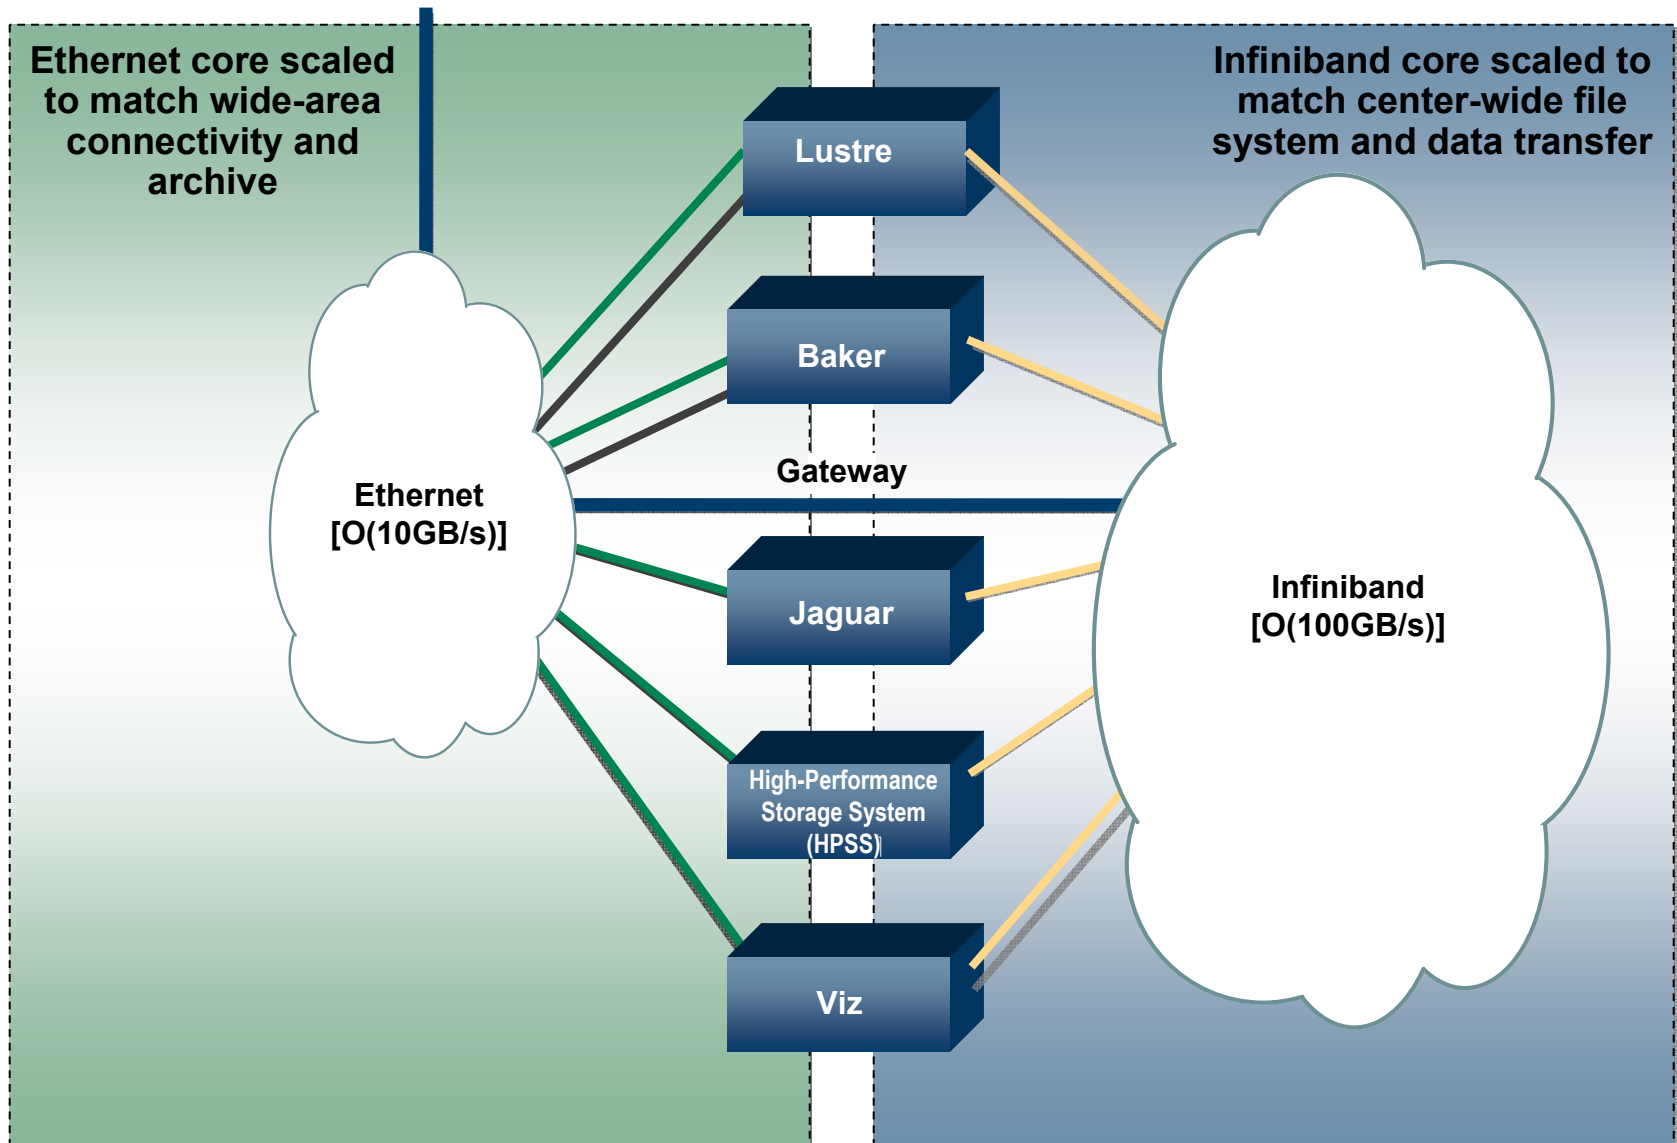 Ethernet core scaled
to match wide-area
connectivity and
archive
Infiniband core scaled to
match center-wide file
system and data transfer
Lustre
Baker
Gateway
Ethernet
[O(10GB/s)]
Jaguar
Infiniband
[O(100GB/s)]
High-Performance
Storage System
(HPSS)
Viz